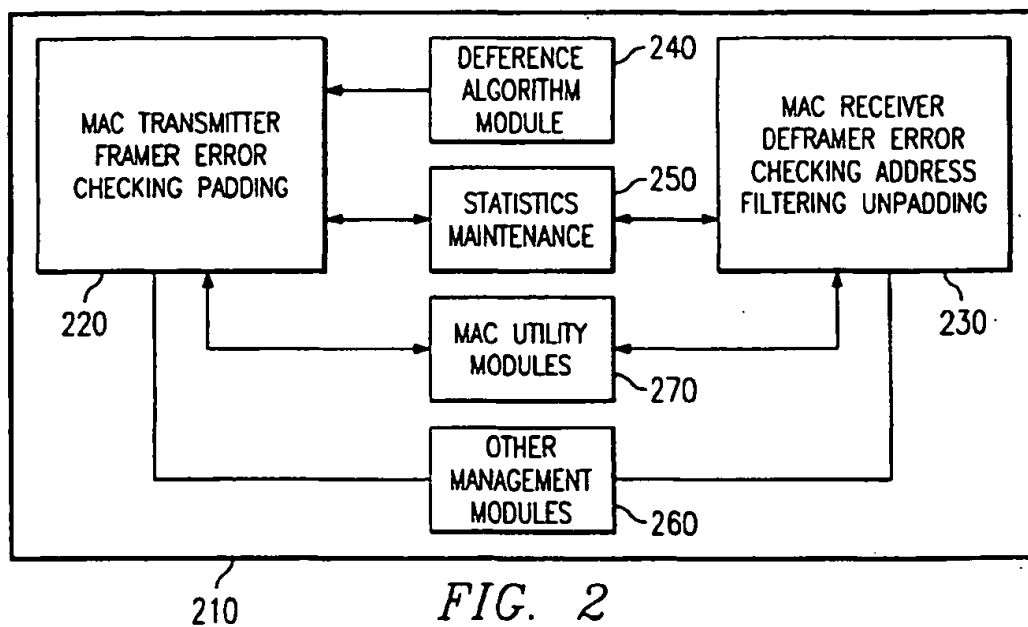 MAC TRANSMITTER
FRAMER ERROR
CHECKING PADDING
220
DEFERENCE
ALGORITHM
MODULE
240
STATISTICS
MAINTENANCE
250
MAC UTILITY
MODULES
270
OTHER
MANAGEMENT
MODULES
260
MAC RECEIVER
DEFRAMER ERROR
CHECKING ADDRESS
FILTERING UNPADDING
230
210
FIG. 2